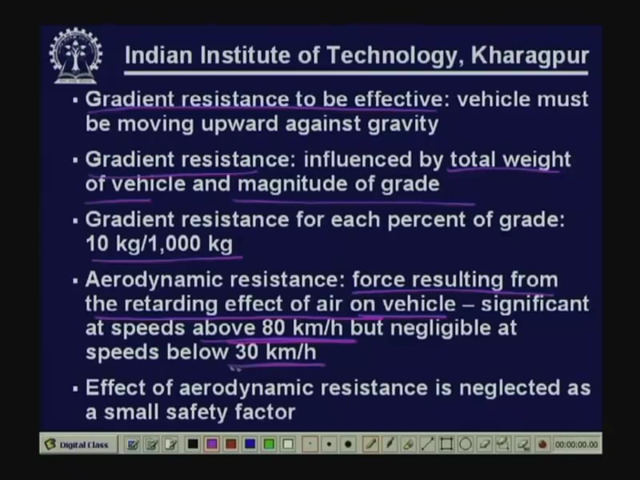 Indian Institute of Technology, Kharagpur
▪ Gradient resistance to be effective: vehicle must
be moving upward against gravity
▪ Gradient resistance: influenced by total weight
of vehicle and magnitude of grade
▪ Gradient resistance for each percent of grade:
10 kg/1,000 kg
▪ Aerodynamic resistance: force resulting from
the retarding effect of air on vehicle – significant
at speeds above 80 km/h but negligible at
speeds below 30 km/h
▪ Effect of aerodynamic resistance is neglected as
a small safety factor
Digital Class 00:00:00.00